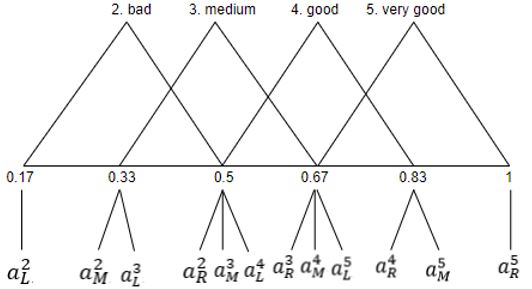 2. bad 3. medium 4. good 5. very good
0.17 0.33 0.5 0.67 0.83 1
a_L^2 a_M^2 a_L^3 a_R^2 a_M^3 a_L^4 a_R^3 a_M^4 a_L^5 a_R^4 a_M^5 a_R^5